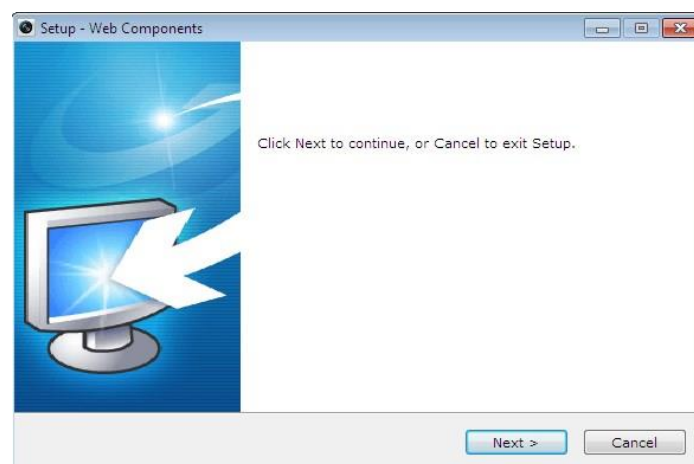 Setup - Web Components
Click Next to continue, or Cancel to exit Setup.
Next >
Cancel